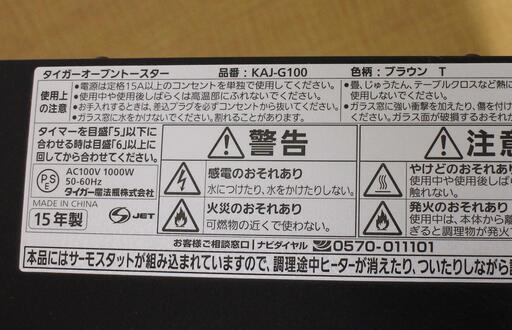 タイガーオーブントースター 品番：KAJ-G100 色柄：ブラウン T
使用上の注意
●電源は定格15A以上のコンセントを単独で使用してください。
●使用中や使用後しばらくは高温部にふれないでください。
●お手入れするときは、差込プラグを必ずコンセントから抜いてください。
●ガラス窓に水をかけないでください。割れることがあります。
●畳、じゅうたん、テーブルクロスなど熱に
使用しないでください。
●ガラス窓に強い衝撃を加えたり、傷を付け
でください。ガラス面が破損するおそれ
タイマーを目盛「5」以下に
合わせる時は目盛「6」以上に
回してから合わせてください。
PSE
AC100V 1000W
50-60Hz
タイガー魔法瓶株式会社
MADE IN CHINA
15年製
S JET
警告
感電のおそれあり
水につけたり、水をかけたりしない。
火災のおそれあり
可燃物の近くで使わない。
注意
やけどのおそれあり
使用中や使用後しばらく
発火のおそれあり
使用中は、本体から離
ぎると調理物が発火
お客様ご相談窓口 ナビダイヤル 0570-011101
本品にはサーモスタットが組み込まれていますので、調理途中ヒーターが消えたり、ついたりしながら